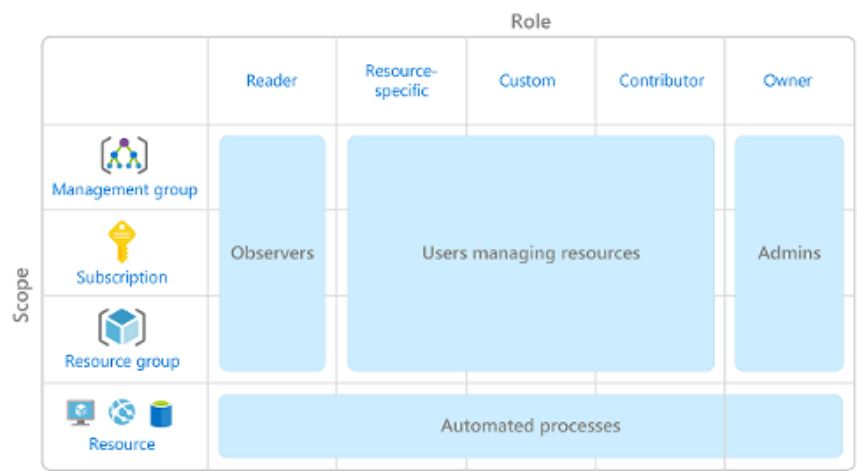 Role
Reader
Resource-
specific
Custom
Contributor
Owner
Management group
Scope
Subscription
Observers
Users managing resources
Admins
Resource group
Resource
Automated processes